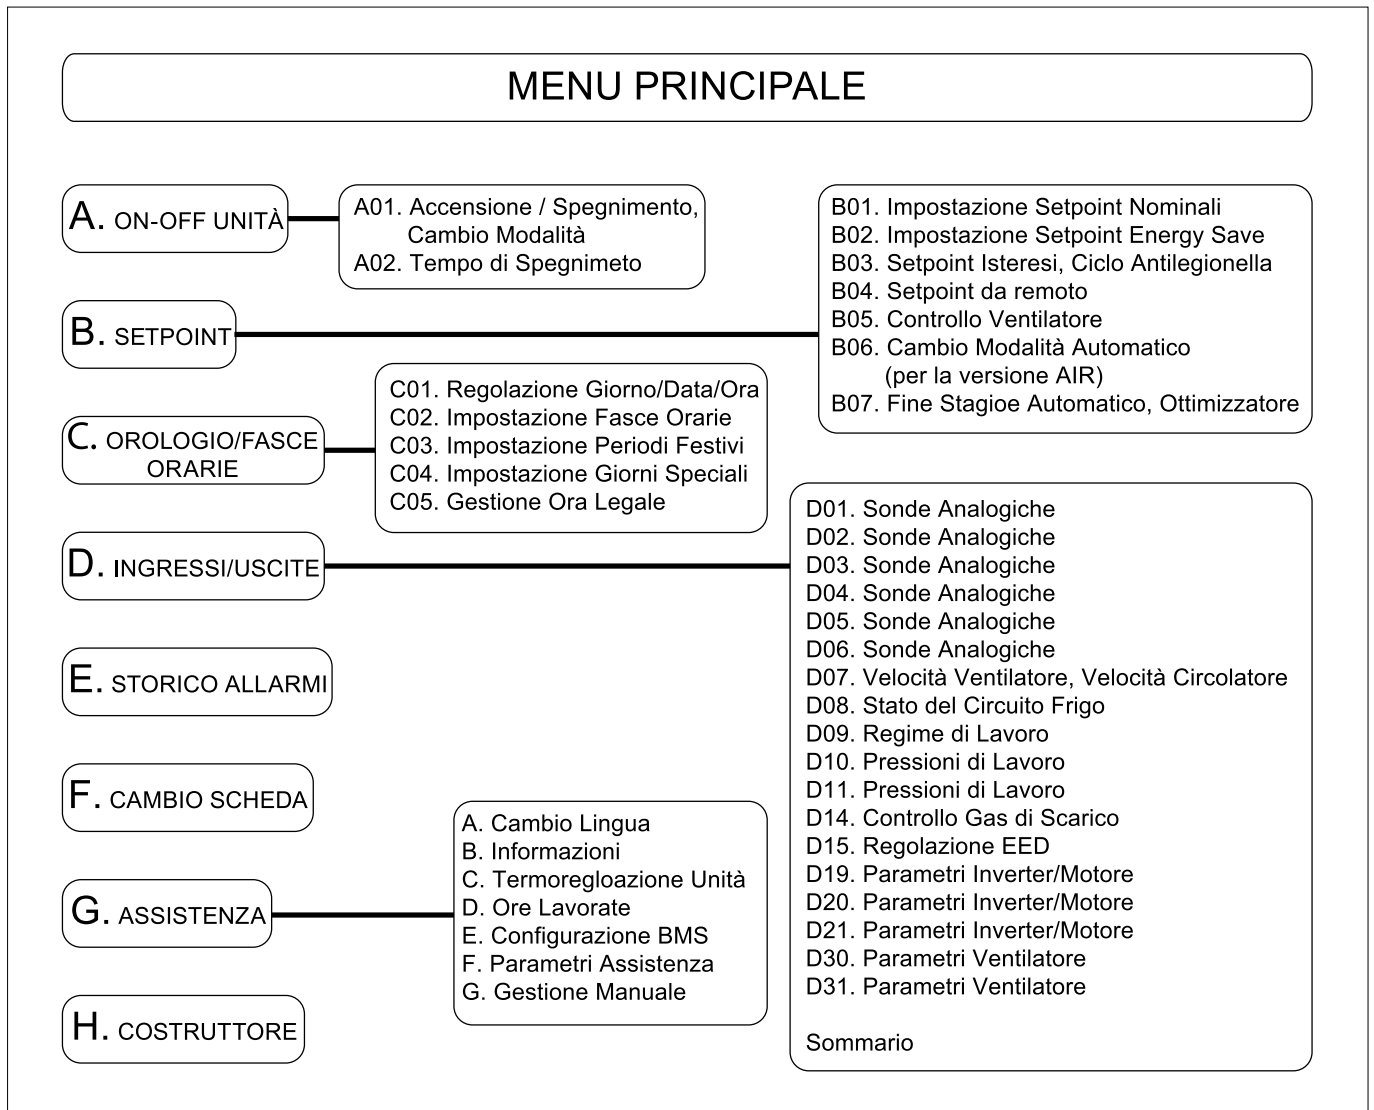 MENU PRINCIPALE
A. ON-OFF UNITÀ
A01. Accensione / Spegnimento,
Cambio Modalità
A02. Tempo di Spegnimeto
B. SETPOINT
B01. Impostazione Setpoint Nominali
B02. Impostazione Setpoint Energy Save
B03. Setpoint Isteresi, Ciclo Antilegionella
B04. Setpoint da remoto
B05. Controllo Ventilatore
B06. Cambio Modalità Automatico
(per la versione AIR)
B07. Fine Stagioe Automatico, Ottimizzatore
C. OROLOGIO/FASCE
ORARIE
C01. Regolazione Giorno/Data/Ora
C02. Impostazione Fasce Orarie
C03. Impostazione Periodi Festivi
C04. Impostazione Giorni Speciali
C05. Gestione Ora Legale
D. INGRESSI/USCITE
D01. Sonde Analogiche
D02. Sonde Analogiche
D03. Sonde Analogiche
D04. Sonde Analogiche
D05. Sonde Analogiche
D06. Sonde Analogiche
D07. Velocità Ventilatore, Velocità Circolatore
D08. Stato del Circuito Frigo
D09. Regime di Lavoro
D10. Pressioni di Lavoro
D11. Pressioni di Lavoro
D14. Controllo Gas di Scarico
D15. Regolazione EED
D19. Parametri Inverter/Motore
D20. Parametri Inverter/Motore
D21. Parametri Inverter/Motore
D30. Parametri Ventilatore
D31. Parametri Ventilatore
Sommario
E. STORICO ALLARMI
F. CAMBIO SCHEDA
G. ASSISTENZA
A. Cambio Lingua
B. Informazioni
C. Termoregloazione Unità
D. Ore Lavorate
E. Configurazione BMS
F. Parametri Assistenza
G. Gestione Manuale
H. COSTRUTTORE